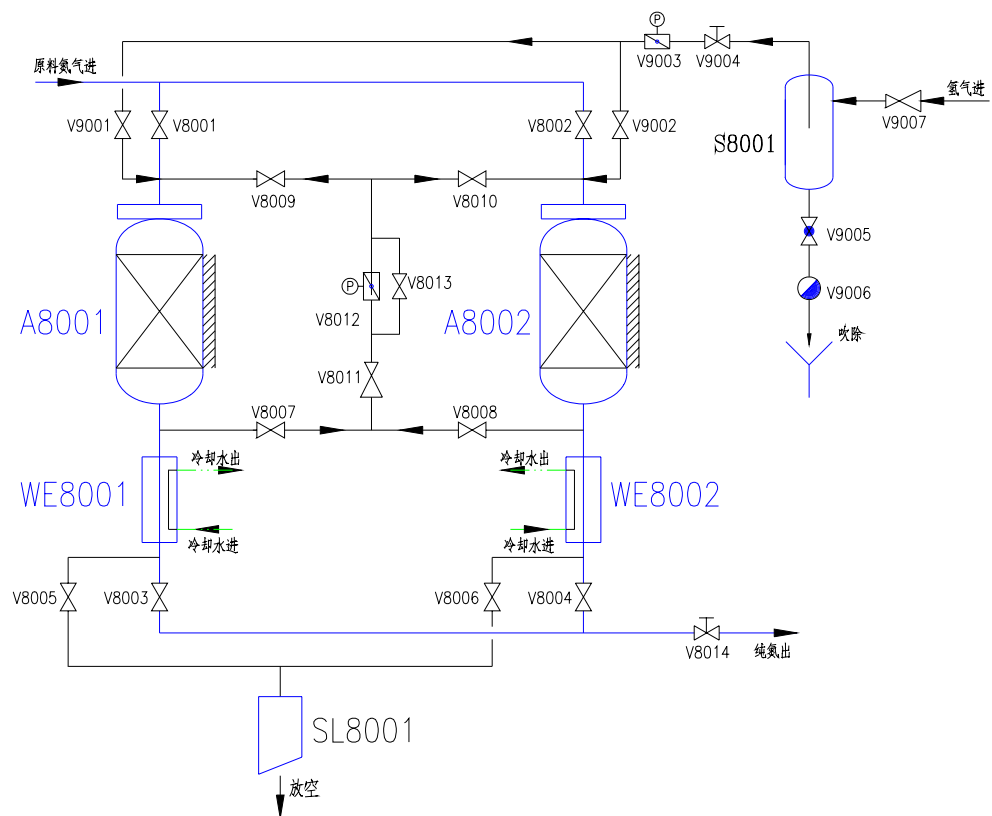 P
V9003
V9004
原料氮气进
氢气进
V9001
V8001
V8002
V9002
V9007
S8001
V8009
V8010
V9005
P
V8013
V9006
V8012
A8001
A8002
吹除
V8011
V8007
V8008
冷却水出
冷却水出
WE8001
WE8002
冷却水进
冷却水进
V8005
V8003
V8006
V8004
V8014
纯氮出
SL8001
放空